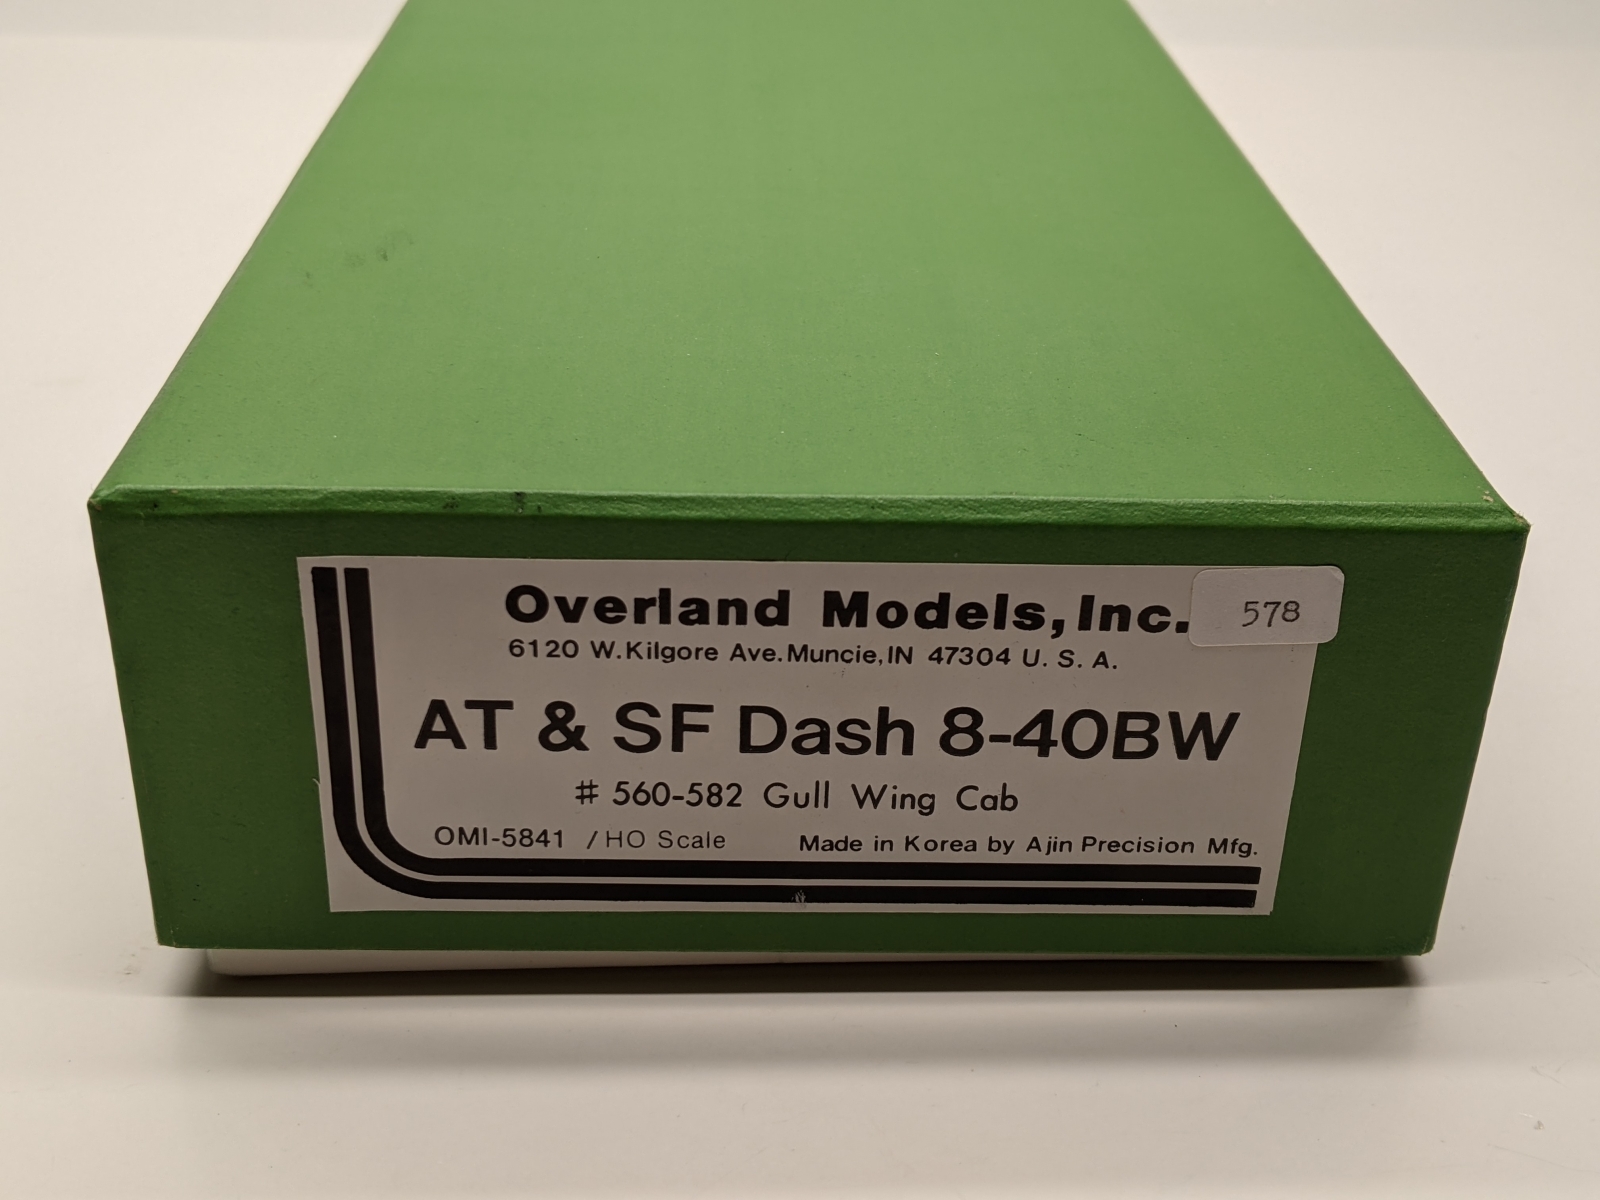 Overland Models, Inc.
578
6120 W. Kilgore Ave. Muncie, IN 47304 U. S. A.
AT & SF Dash 8-40BW
# 560-582 Gull Wing Cab
OMI-5841 / HO Scale Made in Korea by Ajin Precision Mfg.